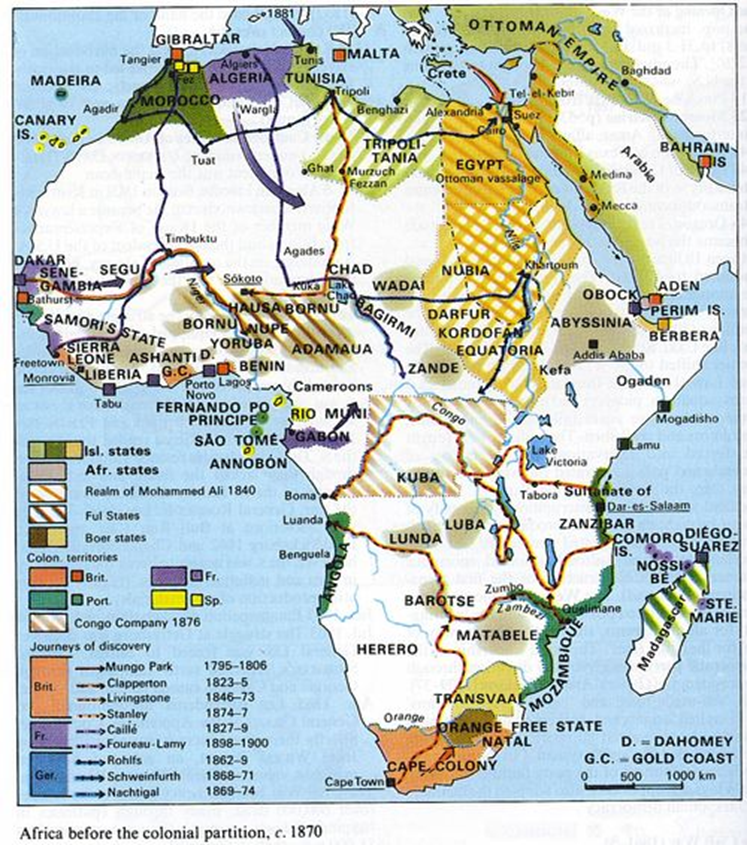 1881
OTTOMAN EMPIRE
GIBRALTAR
Tangier
Fez
Algiers
Tunis
MALTA
MADEIRA
ALGERIA
TUNISIA
Crete
Baghdad
MOROCCO
Tripoli
Tel-el-Kebir
Agadir
Wargla
Benghazi
Alexandria
Suez
Cairo
CANARY
IS.
TRIPOLI-
TANIA
BAHRAIN
IS
Tuat
EGYPT
Ottoman vassalage
Arabia
Ghat
Murzuch
Fezzan
Medina
Mecca
Nile
Timbuktu
Agades
DAKAR
SENE-
GAMBIA
SEGU
CHAD
NUBIA
Khartoum
Bathurst
Sōkoto
Kuka
Lake
Chad
WADAI
ADEN
OBOCK
PERIM IS.
Niger
HAUSA
BORNU
BAGIRMI
DARFUR
ABYSSINIA
BERBERA
SAMORI'S STATE
BORNU
NUPE
KORDOFAN
SIERRA
LEONE
YORUBA
ADAMAUA
EQUATORIA
Addis Ababa
Freetown
ASHANTI
D.
G.C.
BENIN
ZANDE
Kefa
Monrovia
LIBERIA
Ogaden
Tabu
Porto
Novo
Lagos
Cameroons
Mogadisho
FERNANDO PO
PRINCIPE
RIO MUNI
Congo
SÃO TOMÉ
GABON
Lake
Victoria
Lamu
ANNOBÓN
Isl. states
Afr. states
Realm of Mohammed Ali 1840
Ful States
Boer states
Colon. territories
Brit.
Fr.
Port.
Sp.
Congo Company 1876
KUBA
Boma
Tabora
Sultanate of
Dar-es-Salaam
Luanda
LUBA
ZANZIBAR
LUNDA
COMORO
IS.
DIÉGO-
SUAREZ
Benguela
NOSSI
BÉ
ANGOLA
Zumbo
BAROTSE
Zambezi
Quelimane
STE.
MARIE
Madagascar
MATABELE
HERERO
MOZAMBIQUE
TRANSVAAL
Orange
ORANGE FREE STATE
NATAL
CAPE COLONY
Cape Town
Journeys of discovery
Brit.
Mungo Park 1795–1806
Clapperton 1823–5
Livingstone 1846–73
Stanley 1874–7
Fr.
Caillé 1827–9
Foureau-Lamy 1898–1900
Ger.
Rohlfs 1862–9
Schweinfurth 1868–71
Nachtigal 1869–74
D. = DAHOMEY
G.C. = GOLD COAST
0 500 1000 km
Africa before the colonial partition, c. 1870